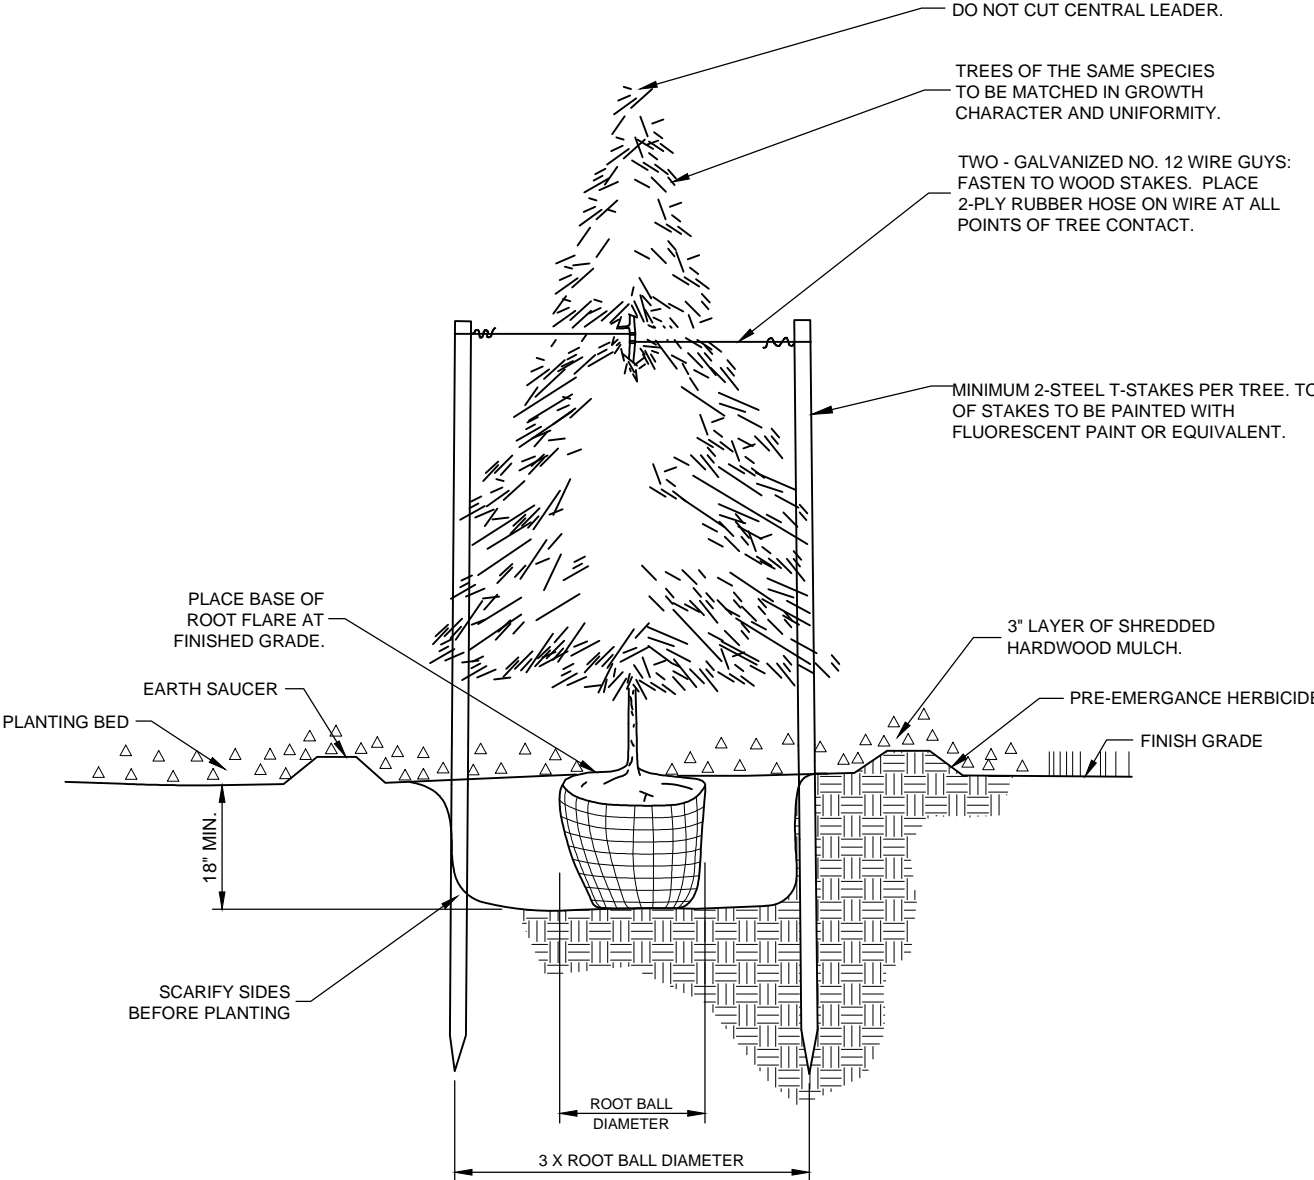 DO NOT CUT CENTRAL LEADER.
TREES OF THE SAME SPECIES
TO BE MATCHED IN GROWTH
CHARACTER AND UNIFORMITY.
TWO - GALVANIZED NO. 12 WIRE GUYS:
FASTEN TO WOOD STAKES. PLACE
2-PLY RUBBER HOSE ON WIRE AT ALL
POINTS OF TREE CONTACT.
MINIMUM 2-STEEL T-STAKES PER TREE. TO
OF STAKES TO BE PAINTED WITH
FLUORESCENT PAINT OR EQUIVALENT.
PLACE BASE OF
ROOT FLARE AT
FINISHED GRADE.
3" LAYER OF SHREDDED
HARDWOOD MULCH.
EARTH SAUCER
PRE-EMERGANCE HERBICIDE
PLANTING BED
FINISH GRADE
18" MIN.
SCARIFY SIDES
BEFORE PLANTING
ROOT BALL
DIAMETER
3 X ROOT BALL DIAMETER